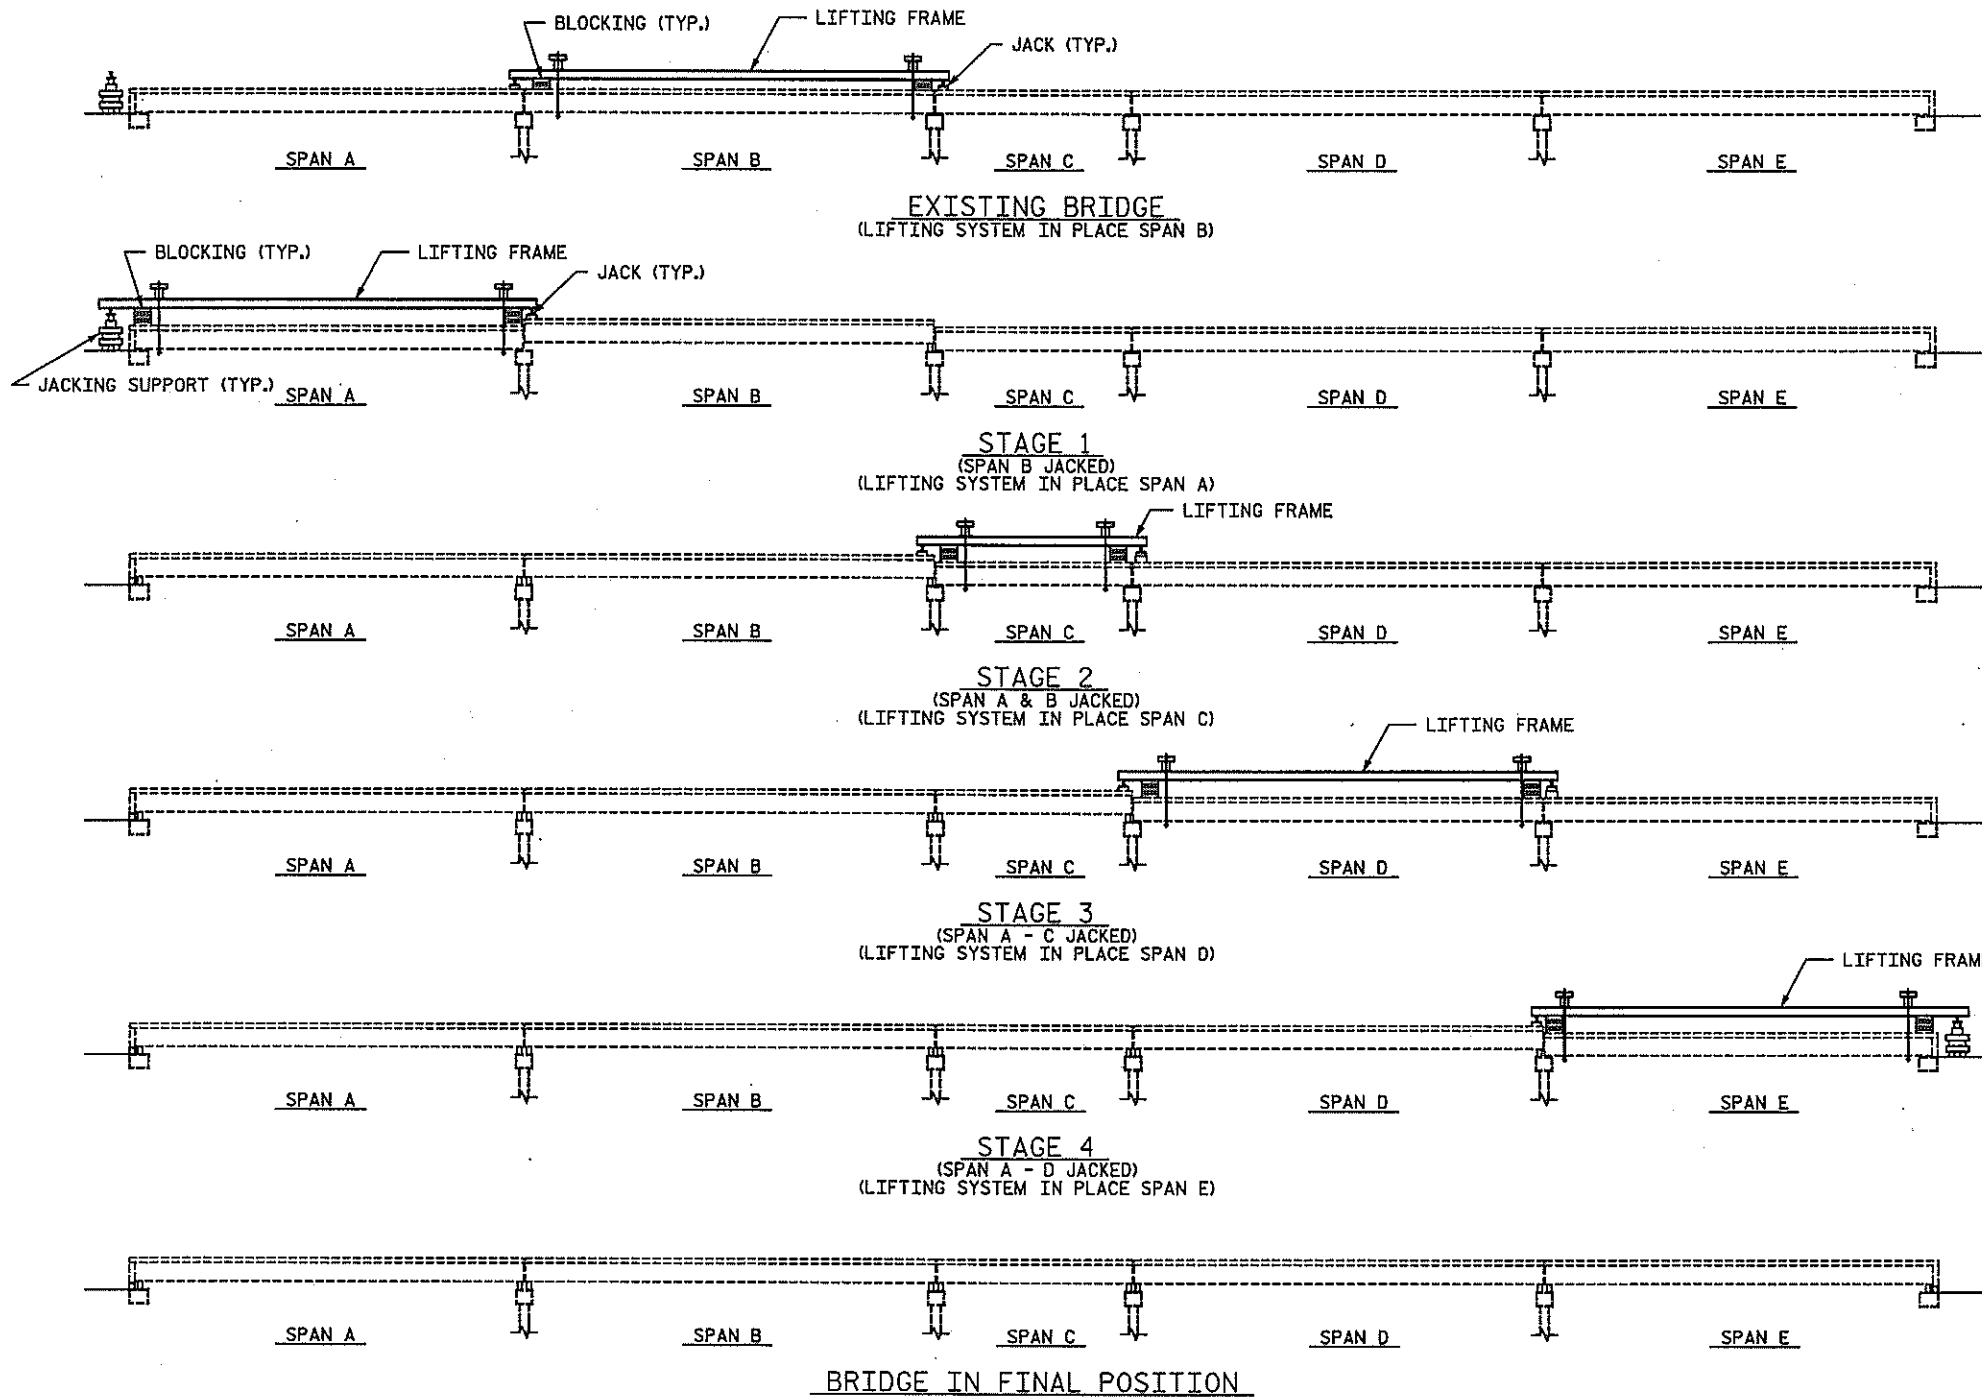 BLOCKING (TYP.)
LIFTING FRAME
JACK (TYP.)
SPAN A
SPAN B
SPAN C
SPAN D
SPAN E
EXISTING BRIDGE
(LIFTING SYSTEM IN PLACE SPAN B)
BLOCKING (TYP.)
LIFTING FRAME
JACK (TYP.)
JACKING SUPPORT (TYP.)
SPAN A
SPAN B
SPAN C
SPAN D
SPAN E
STAGE 1
(SPAN B JACKED)
(LIFTING SYSTEM IN PLACE SPAN A)
LIFTING FRAME
SPAN A
SPAN B
SPAN C
SPAN D
SPAN E
STAGE 2
(SPAN A & B JACKED)
(LIFTING SYSTEM IN PLACE SPAN C)
LIFTING FRAME
SPAN A
SPAN B
SPAN C
SPAN D
SPAN E
STAGE 3
(SPAN A - C JACKED)
(LIFTING SYSTEM IN PLACE SPAN D)
LIFTING FRAM
SPAN A
SPAN B
SPAN C
SPAN D
SPAN E
STAGE 4
(SPAN A - D JACKED)
(LIFTING SYSTEM IN PLACE SPAN E)
SPAN A
SPAN B
SPAN C
SPAN D
SPAN E
BRIDGE IN FINAL POSITION